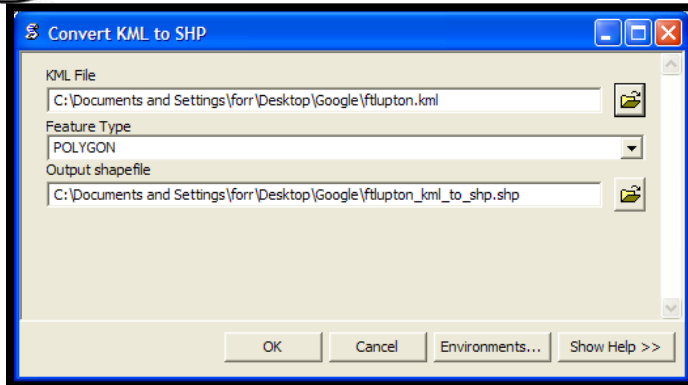 Convert KML to SHP
KML File
C:\Documents and Settings\forr\Desktop\Google\ftlupton.kml
Feature Type
POLYGON
Output shapefile
C:\Documents and Settings\forr\Desktop\Google\ftlupton_kml_to_shp.shp
OK Cancel Environments... Show Help >>